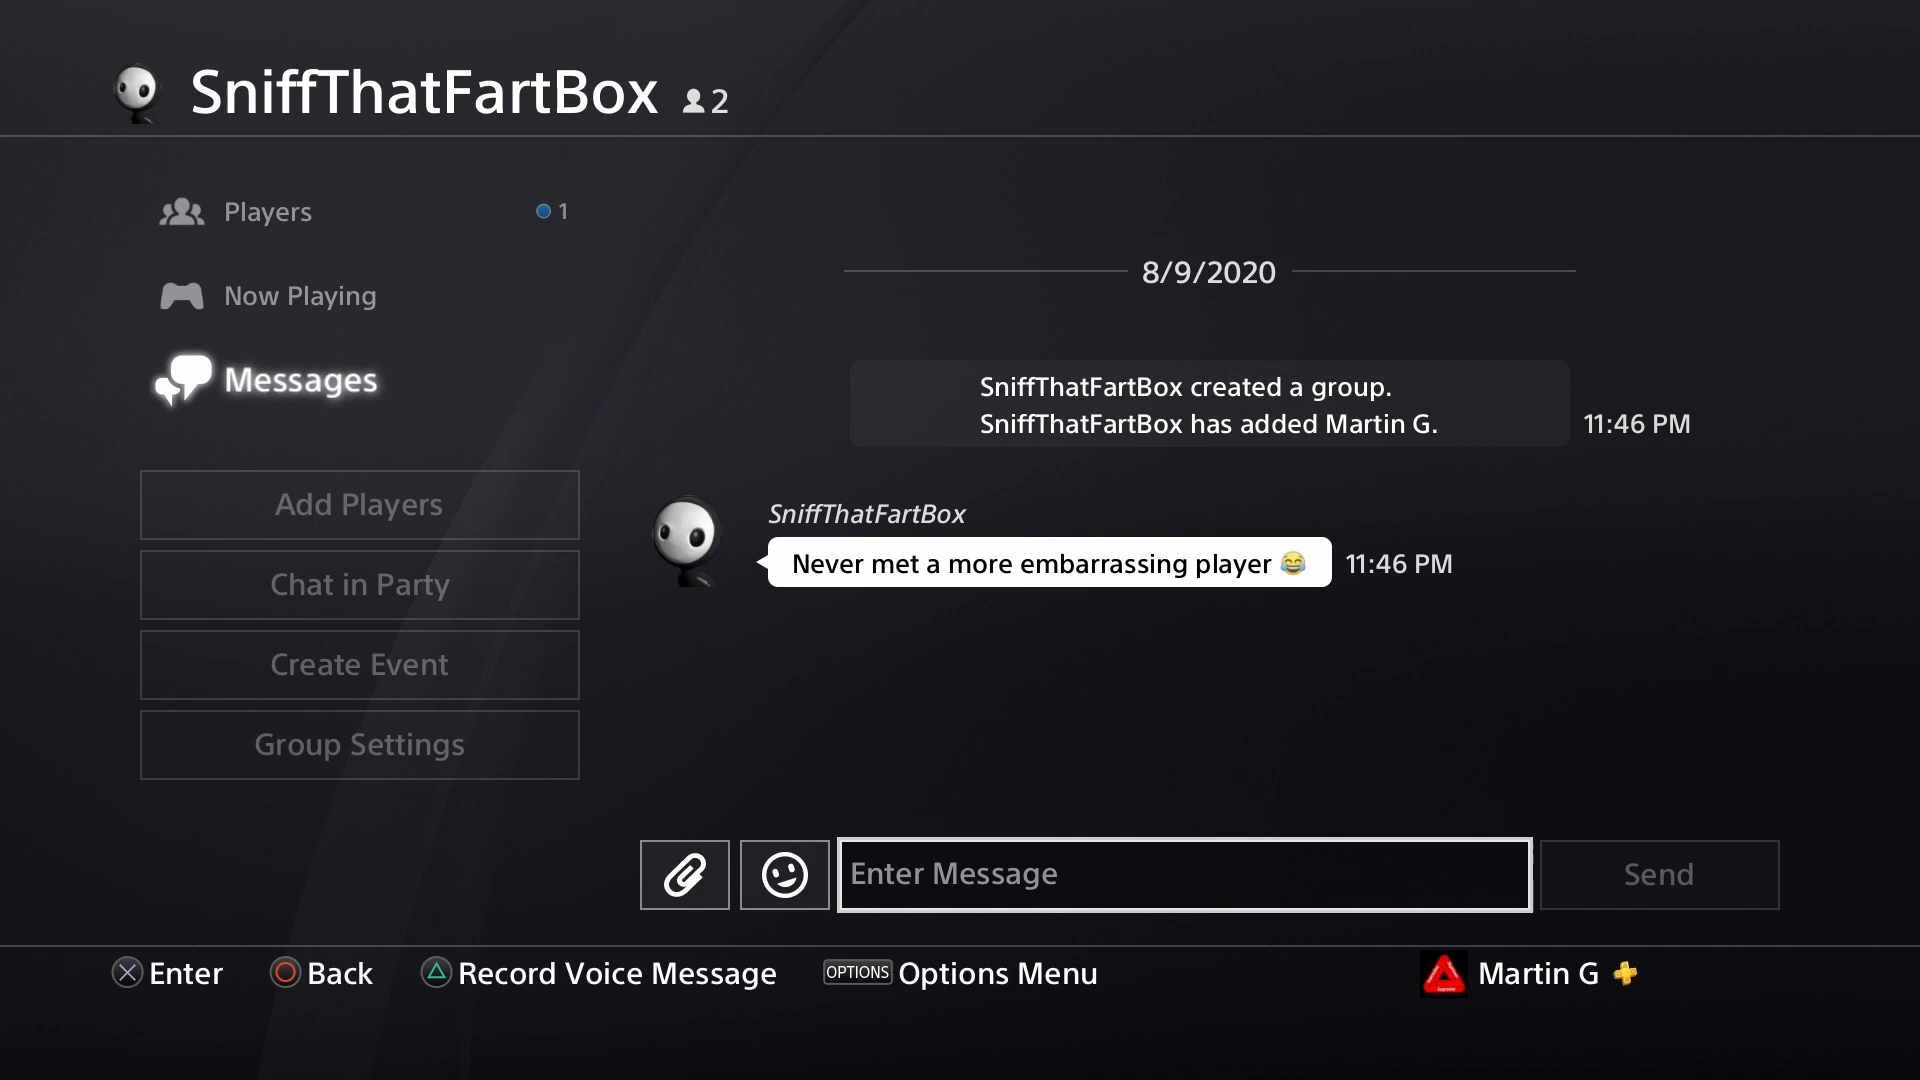 SniffThatFartBox 2
Players 1
Now Playing
Messages
Add Players
Chat in Party
Create Event
Group Settings
8/9/2020
SniffThatFartBox created a group.
SniffThatFartBox has added Martin G.
11:46 PM
SniffThatFartBox
Never met a more embarrassing player 😂
11:46 PM
Enter Message
Send
Enter
Back
Record Voice Message
OPTIONS Options Menu
Martin G